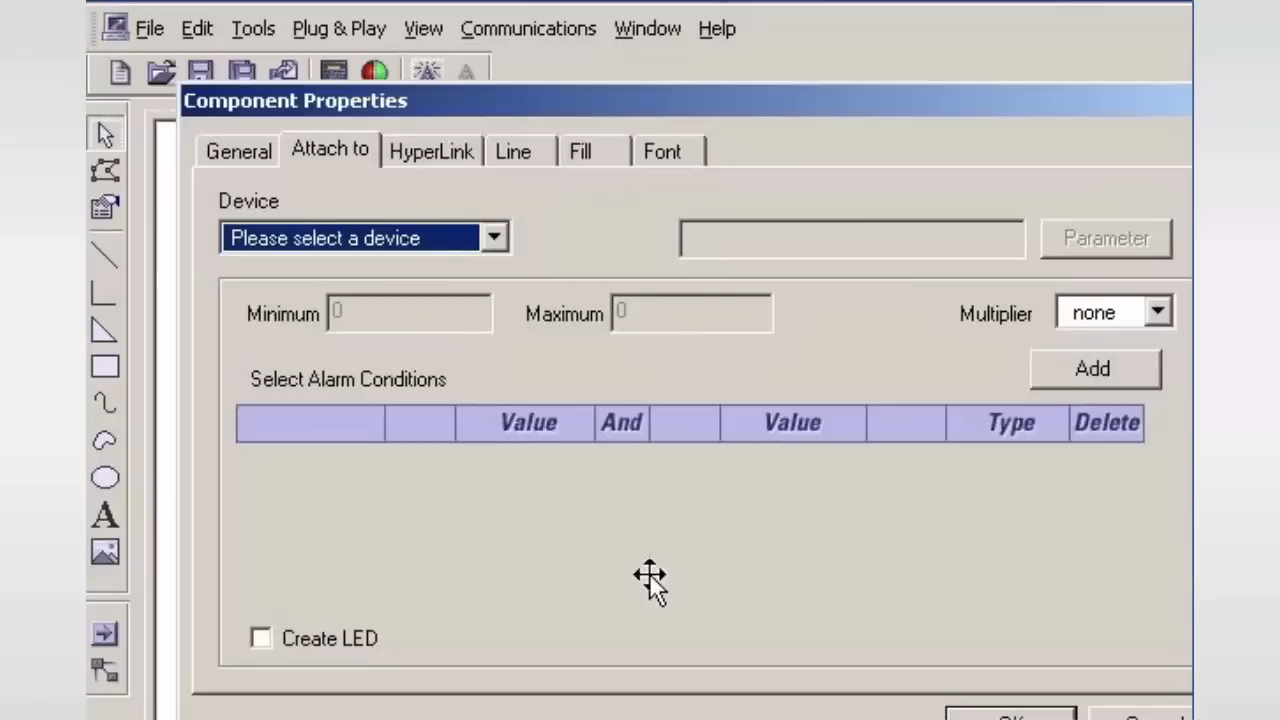 File Edit Tools Plug & Play View Communications Window Help
Component Properties
General Attach to HyperLink Line Fill Font
Device
Please select a device Parameter
Minimum 0 Maximum 0 Multiplier none
Add
Select Alarm Conditions
Value And Value Type Delete
A
Create LED